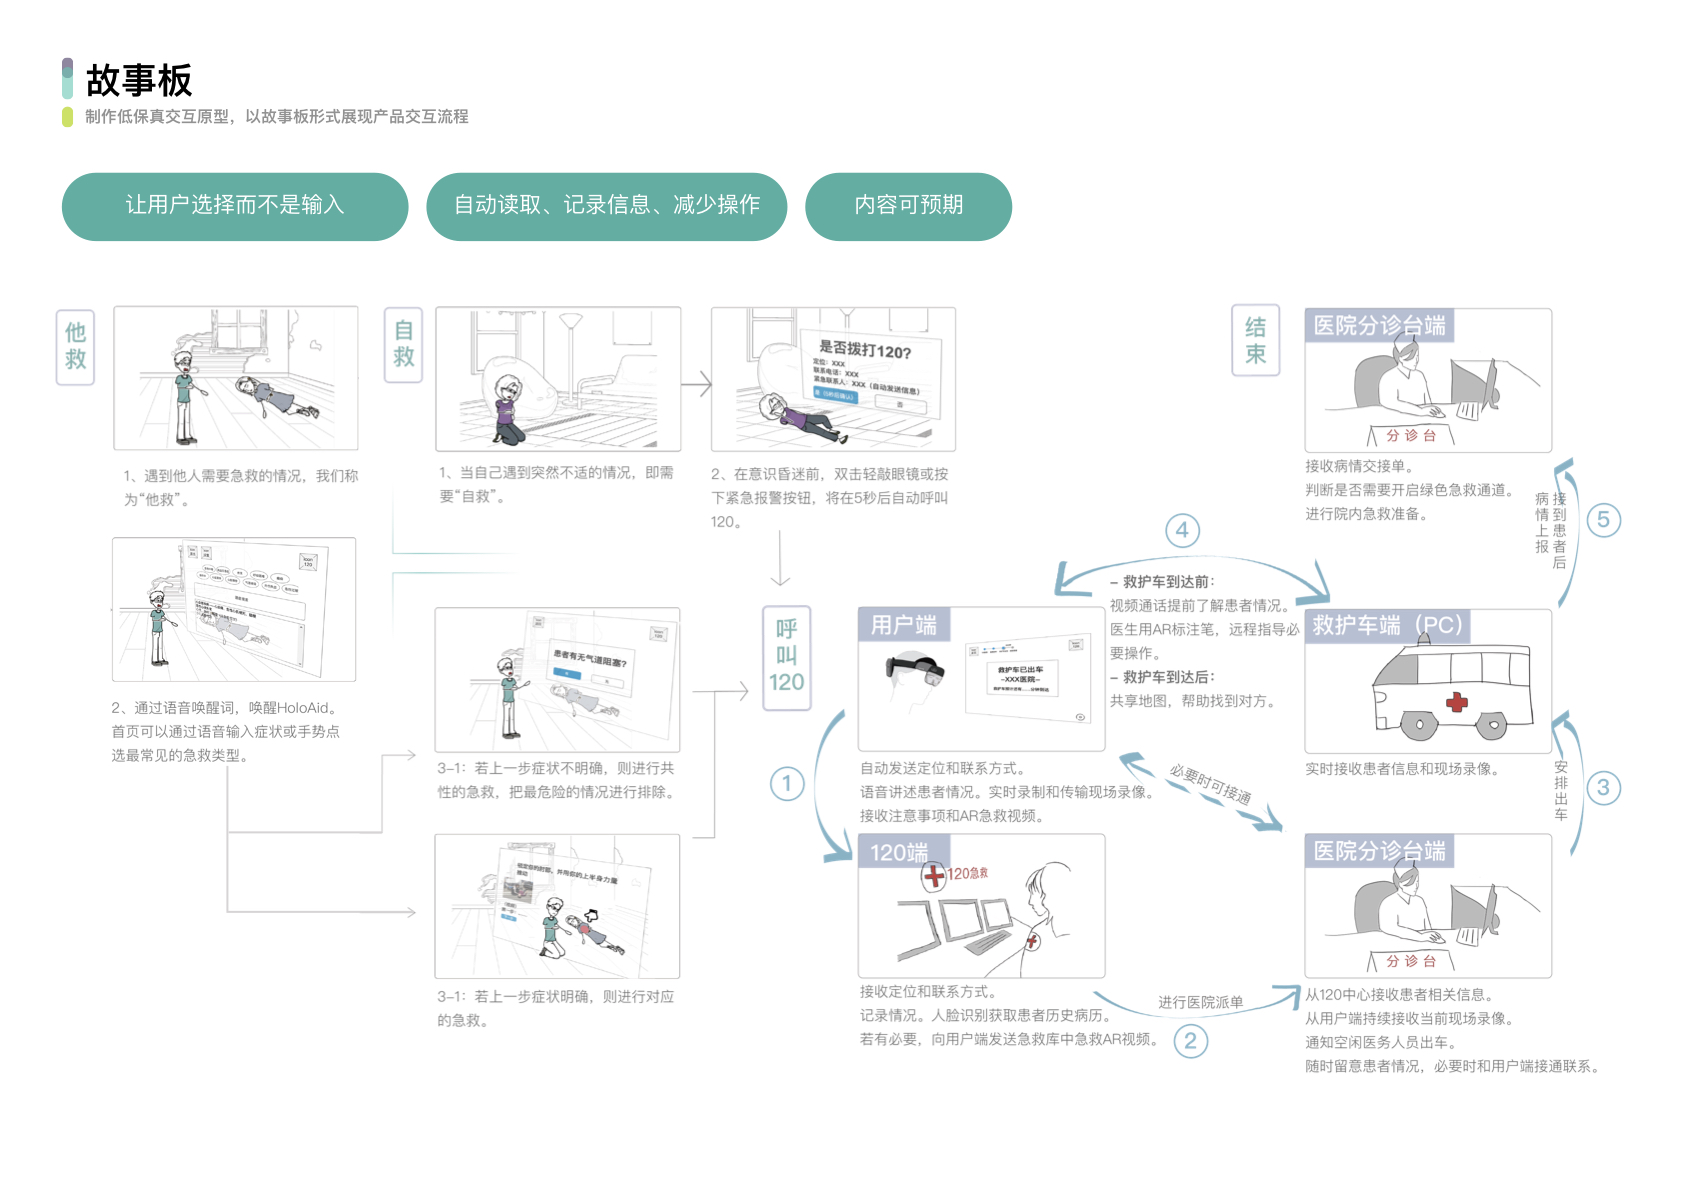 故事板
制作低保真交互原型，以故事板形式展现产品交互流程
让用户选择而不是输入
自动读取、记录信息、减少操作
内容可预期
他救
1、遇到他人需要急救的情况，我们称
为“他救”。
2、通过语音唤醒词，唤醒HoloAid。
首页可以通过语音输入症状或手势点
选最常见的急救类型。
自救
1、当自己遇到突然不适的情况，即需
要“自救”。
是否拨打120?
定位：xxx
联系电话：xxx
紧急联系人：xxx（自动发送信息）
否
2、在意识昏迷前，双击轻敲眼镜或按
下紧急报警按钮，将在5秒后自动呼叫
120。
患者有无气道阻塞?
3-1：若上一步症状不明确，则进行共
性的急救，把最危险的情况进行排除。
3-1：若上一步症状明确，则进行对应
的急救。
呼叫120
用户端
救护车已出车
-XXX医院-
自动发送定位和联系方式。
语音讲述患者情况。实时录制和传输现场录像。
接收注意事项和AR急救视频。
①
120端
120急救
接收定位和联系方式。
记录情况。人脸识别获取患者历史病历。
若有必要，向用户端发送急救库中急救AR视频。
进行医院派单
②
医院分诊台端
分诊台
从120中心接收患者相关信息。
从用户端持续接收当前现场录像。
通知空闲医务人员出车。
随时留意患者情况，必要时和用户端接通联系。
必要时可接通
安排出车
③
救护车端（PC）
实时接收患者信息和现场录像。
④
- 救护车到达前：
视频通话提前了解患者情况。
医生用AR标注笔，远程指导必
要操作。
- 救护车到达后：
共享地图，帮助找到对方。
接到患者后
病情上报
⑤
结束
医院分诊台端
分诊台
接收病情交接单。
判断是否需要开启绿色急救通道。
进行院内急救准备。